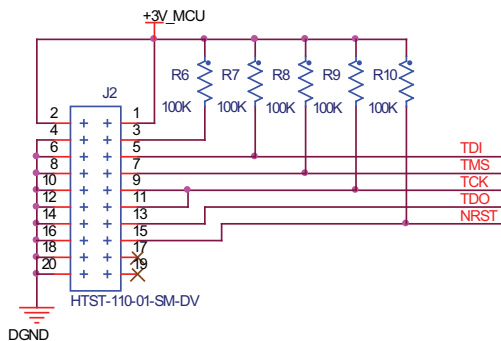 +3V_MCU
J2
R6 R7 R8 R9 R10
100K 100K 100K 100K 100K
2 1
4 3
6 5 TDI
8 7 TMS
10 9 TCK
12 11 TDO
14 13 NRST
16 15
18 17
20 19
HTST-110-01-SM-DV
DGND